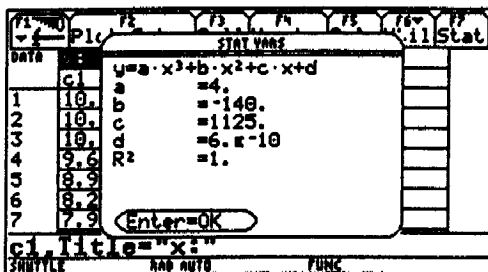 F1 F2 F3 F4 F5 F6 F7
Plo Util Stat
STAT VARS
DATA
y=a·x³+b·x²+c·x+d
a =4.
b =-140.
c =1125.
d =6.E-10
R² =1.
Enter=OK
c1
1 10.
2 10.
3 10.
4 9.6
5 8.9
6 8.2
7 7.9
c1,Title="x:"
SHUTTLE RAD AUTO FUNC